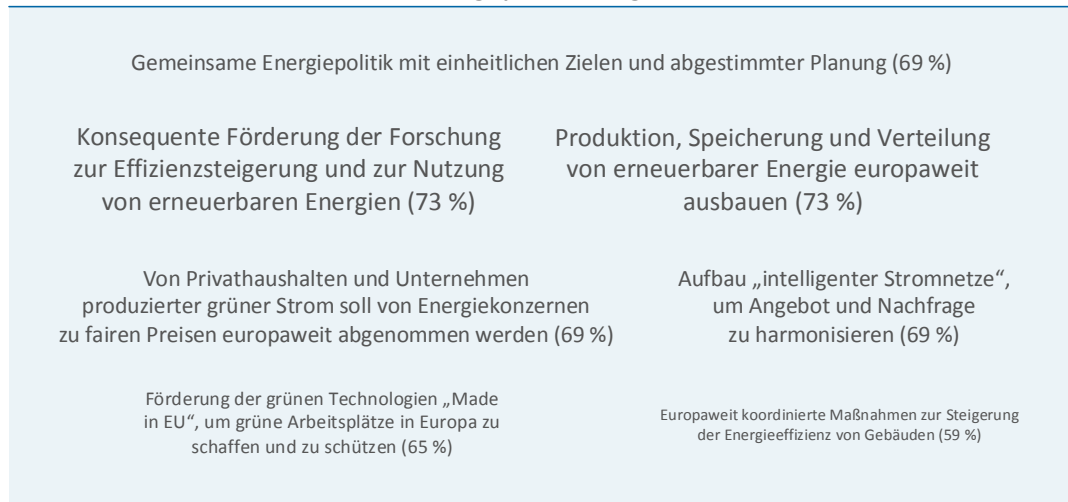 Gemeinsame Energiepolitik mit einheitlichen Zielen und abgestimmter Planung (69 %)
Konsequente Förderung der Forschung
zur Effizienzsteigerung und zur Nutzung
von erneuerbaren Energien (73 %)
Produktion, Speicherung und Verteilung
von erneuerbarer Energie europaweit
ausbauen (73 %)
Von Privathaushalten und Unternehmen
produzierter grüner Strom soll von Energiekonzernen
zu fairen Preisen europaweit abgenommen werden (69 %)
Aufbau „intelligenter Stromnetze“,
um Angebot und Nachfrage
zu harmonisieren (69 %)
Förderung der grünen Technologien „Made
in EU“, um grüne Arbeitsplätze in Europa zu
schaffen und zu schützen (65 %)
Europaweit koordinierte Maßnahmen zur Steigerung
der Energieeffizienz von Gebäuden (59 %)